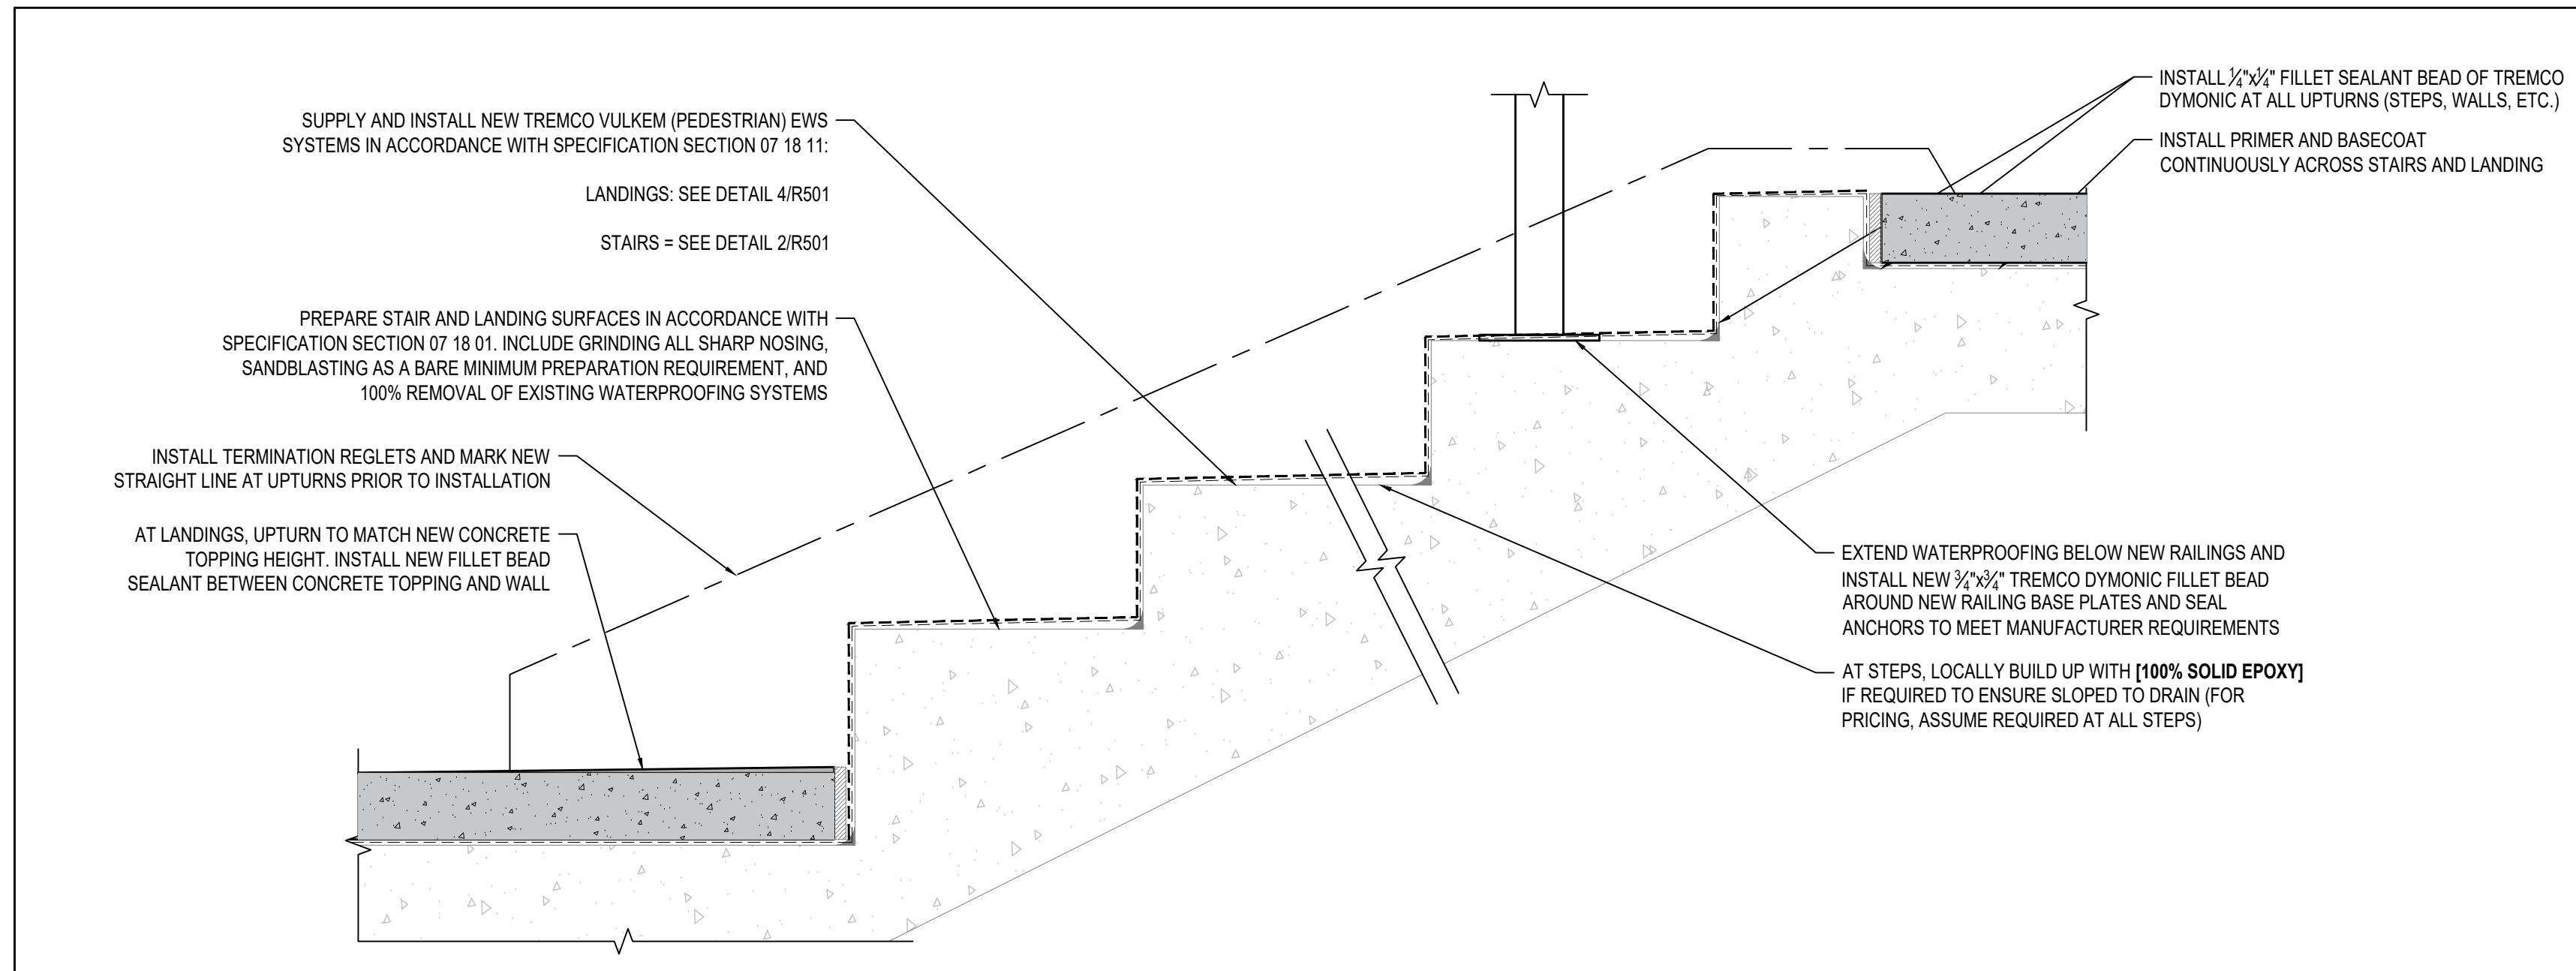 SUPPLY AND INSTALL NEW TREMCO VULKEM (PEDESTRIAN) EWS
SYSTEMS IN ACCORDANCE WITH SPECIFICATION SECTION 07 18 11:
LANDINGS: SEE DETAIL 4/R501
STAIRS = SEE DETAIL 2/R501
PREPARE STAIR AND LANDING SURFACES IN ACCORDANCE WITH
SPECIFICATION SECTION 07 18 01. INCLUDE GRINDING ALL SHARP NOSING,
SANDBLASTING AS A BARE MINIMUM PREPARATION REQUIREMENT, AND
100% REMOVAL OF EXISTING WATERPROOFING SYSTEMS
INSTALL TERMINATION REGLETS AND MARK NEW
STRAIGHT LINE AT UPTURNS PRIOR TO INSTALLATION
AT LANDINGS, UPTURN TO MATCH NEW CONCRETE
TOPPING HEIGHT. INSTALL NEW FILLET BEAD
SEALANT BETWEEN CONCRETE TOPPING AND WALL
INSTALL 1/4"x1/4" FILLET SEALANT BEAD OF TREMCO
DYMONIC AT ALL UPTURNS (STEPS, WALLS, ETC.)
INSTALL PRIMER AND BASECOAT
CONTINUOUSLY ACROSS STAIRS AND LANDING
EXTEND WATERPROOFING BELOW NEW RAILINGS AND
INSTALL NEW 3/4"x3/4" TREMCO DYMONIC FILLET BEAD
AROUND NEW RAILING BASE PLATES AND SEAL
ANCHORS TO MEET MANUFACTURER REQUIREMENTS
AT STEPS, LOCALLY BUILD UP WITH [100% SOLID EPOXY]
IF REQUIRED TO ENSURE SLOPED TO DRAIN (FOR
PRICING, ASSUME REQUIRED AT ALL STEPS)